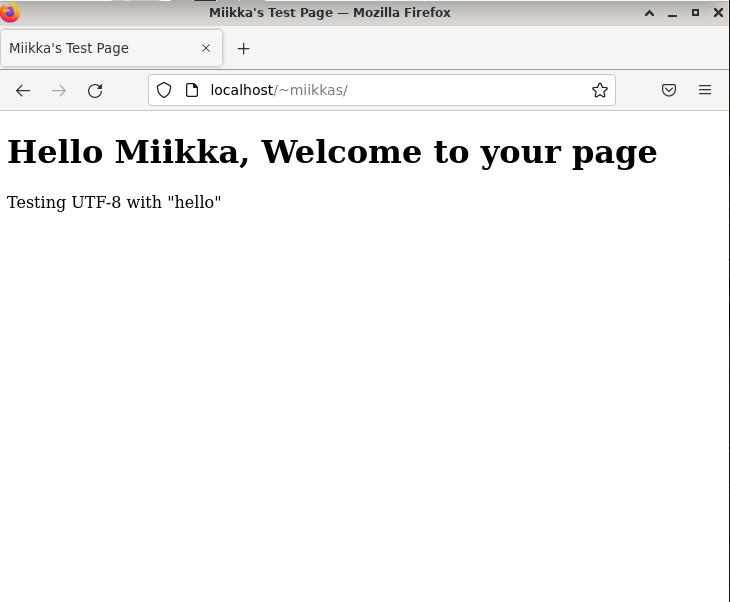 Miikka's Test Page — Mozilla Firefox
Miikka's Test Page
localhost/~miikkas/
Hello Miikka, Welcome to your page
Testing UTF-8 with "hello"